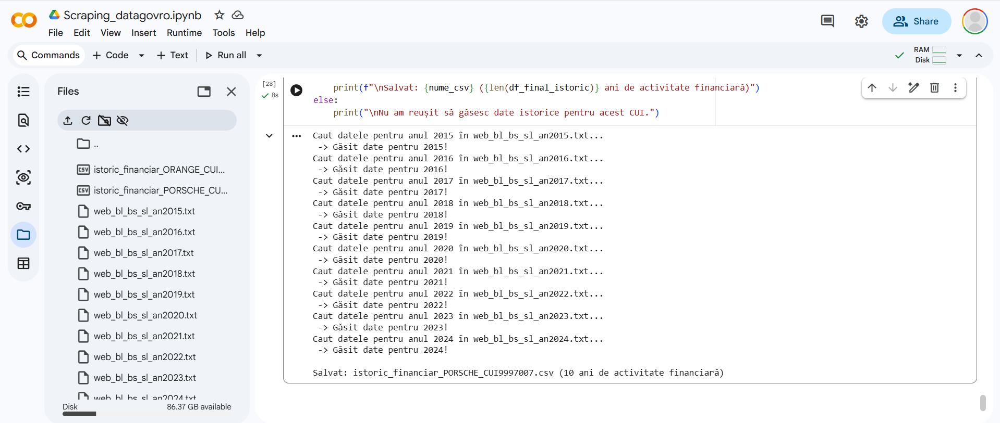 Scraping_datagovro.ipynb
File Edit View Insert Runtime Tools Help
Share
Commands + Code + Text Run all
RAM
Disk
Files
..
istoric_financiar_ORANGE_CUI...
istoric_financiar_PORSCHE_CU...
web_bl_bs_sl_an2015.txt
web_bl_bs_sl_an2016.txt
web_bl_bs_sl_an2017.txt
web_bl_bs_sl_an2018.txt
web_bl_bs_sl_an2019.txt
web_bl_bs_sl_an2020.txt
web_bl_bs_sl_an2021.txt
web_bl_bs_sl_an2022.txt
web_bl_bs_sl_an2023.txt
web_bl_bs_sl_an2024.txt
Disk 86.37 GB available
[28]
8s
print(f"\nSalvat: {nume_csv} ({len(df_final_istoric)} ani de activitate financiară)")
else:
print("\nNu am reușit să găsesc date istorice pentru acest CUI.")
Caut datele pentru anul 2015 în web_bl_bs_sl_an2015.txt...
-> Găsit date pentru 2015!
Caut datele pentru anul 2016 în web_bl_bs_sl_an2016.txt...
-> Găsit date pentru 2016!
Caut datele pentru anul 2017 în web_bl_bs_sl_an2017.txt...
-> Găsit date pentru 2017!
Caut datele pentru anul 2018 în web_bl_bs_sl_an2018.txt...
-> Găsit date pentru 2018!
Caut datele pentru anul 2019 în web_bl_bs_sl_an2019.txt...
-> Găsit date pentru 2019!
Caut datele pentru anul 2020 în web_bl_bs_sl_an2020.txt...
-> Găsit date pentru 2020!
Caut datele pentru anul 2021 în web_bl_bs_sl_an2021.txt...
-> Găsit date pentru 2021!
Caut datele pentru anul 2022 în web_bl_bs_sl_an2022.txt...
-> Găsit date pentru 2022!
Caut datele pentru anul 2023 în web_bl_bs_sl_an2023.txt...
-> Găsit date pentru 2023!
Caut datele pentru anul 2024 în web_bl_bs_sl_an2024.txt...
-> Găsit date pentru 2024!
Salvat: istoric_financiar_PORSCHE_CUI9997007.csv (10 ani de activitate financiară)